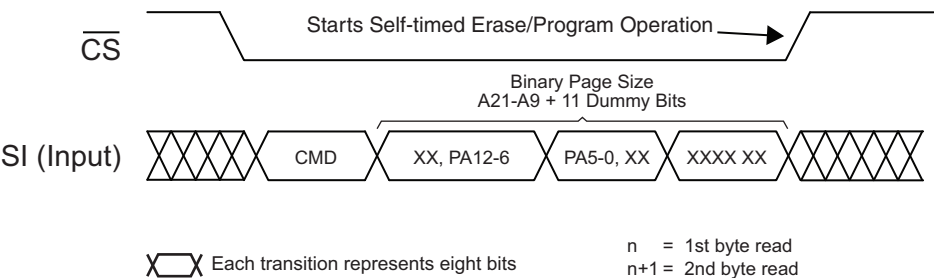 Starts Self-timed Erase/Program Operation
CS
Binary Page Size
A21-A9 + 11 Dummy Bits
SI (Input)
CMD
XX, PA12-6
PA5-0, XX
XXXX XX
Each transition represents eight bits
n = 1st byte read
n+1 = 2nd byte read